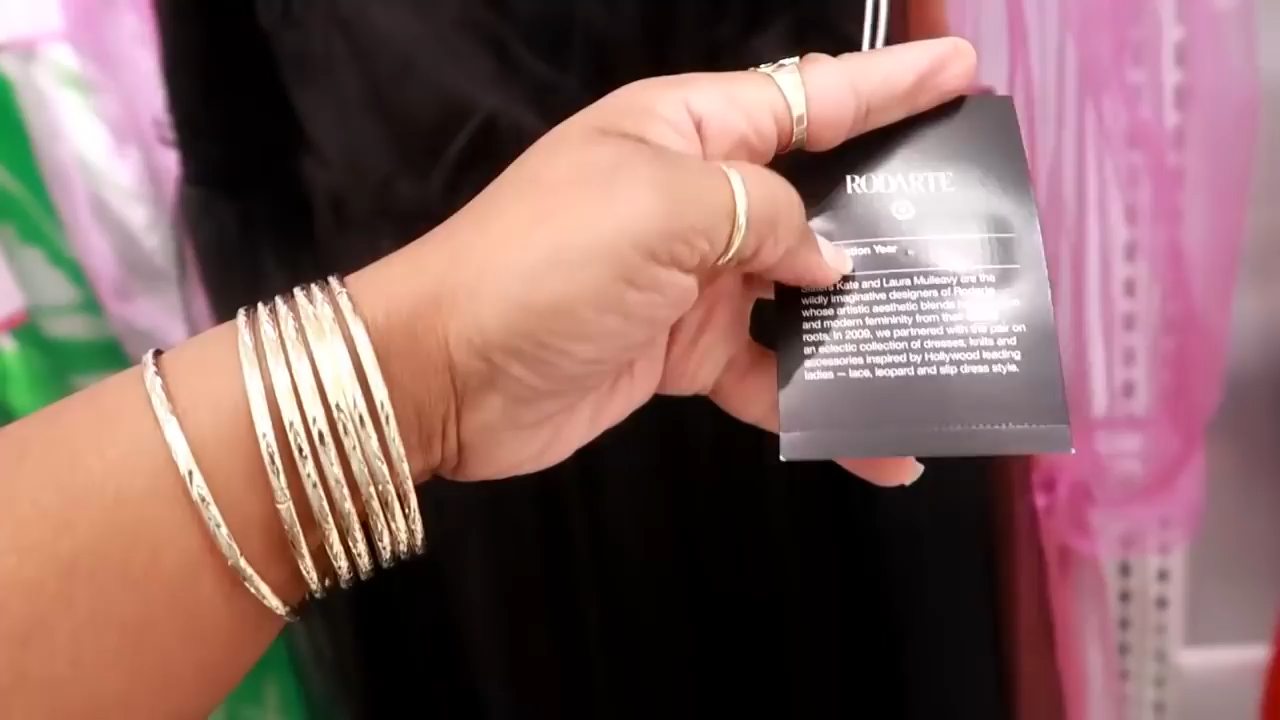 RODARTE
Year
Sisters Kate and Laura Mulleavy are the
wildly imaginative designers of Rodarte
whose artistic aesthetic blends
and modern femininity from their
roots. In 2009, we partnered with the pair on
an eclectic collection of dresses, knits and
accessories inspired by Hollywood leading
ladies — lace, leopard and slip dress style.